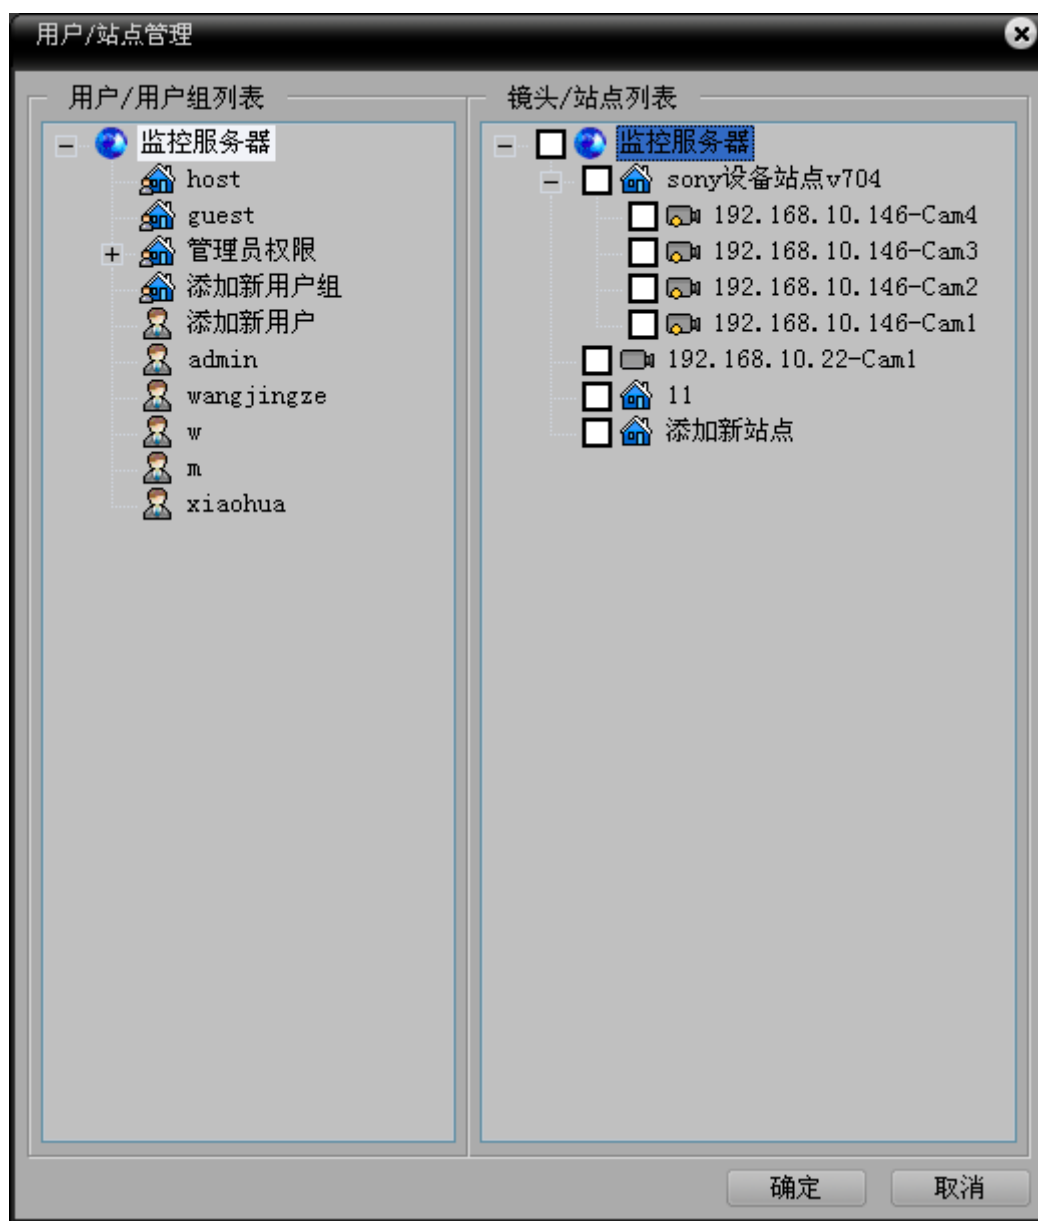 用户/站点管理
用户/用户组列表
监控服务器
host
guest
管理员权限
添加新用户组
添加新用户
admin
wangjingze
w
m
xiaohua
镜头/站点列表
监控服务器
sony设备站点v704
192.168.10.146-Cam4
192.168.10.146-Cam3
192.168.10.146-Cam2
192.168.10.146-Cam1
192.168.10.22-Cam1
11
添加新站点
确定
取消